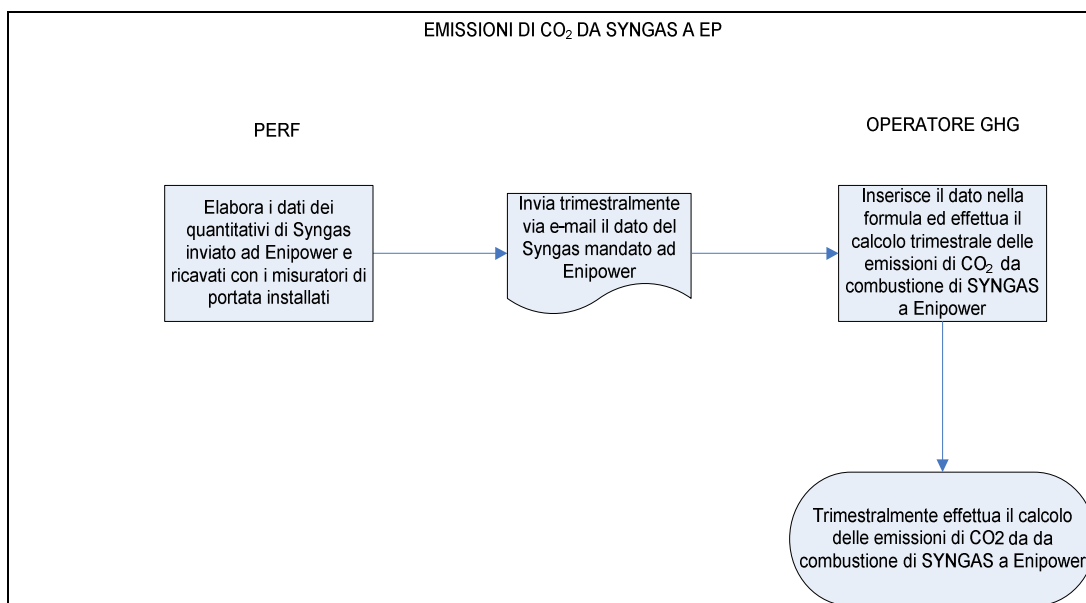 EMISSIONI DI CO₂ DA SYNGAS A EP
PERF
OPERATORE GHG
Elabora i dati dei
quantitativi di Syngas
inviato ad Enipower e
ricavati con i misuratori di
portata installati
Invia trimestralmente
via e-mail il dato del
Syngas mandato ad
Enipower
Inserisce il dato nella
formula ed effettua il
calcolo trimestrale delle
emissioni di CO₂ da
combustione di SYNGAS
a Enipower
Trimestralmente effettua il calcolo
delle emissioni di CO2 da da
combustione di SYNGAS a Enipower